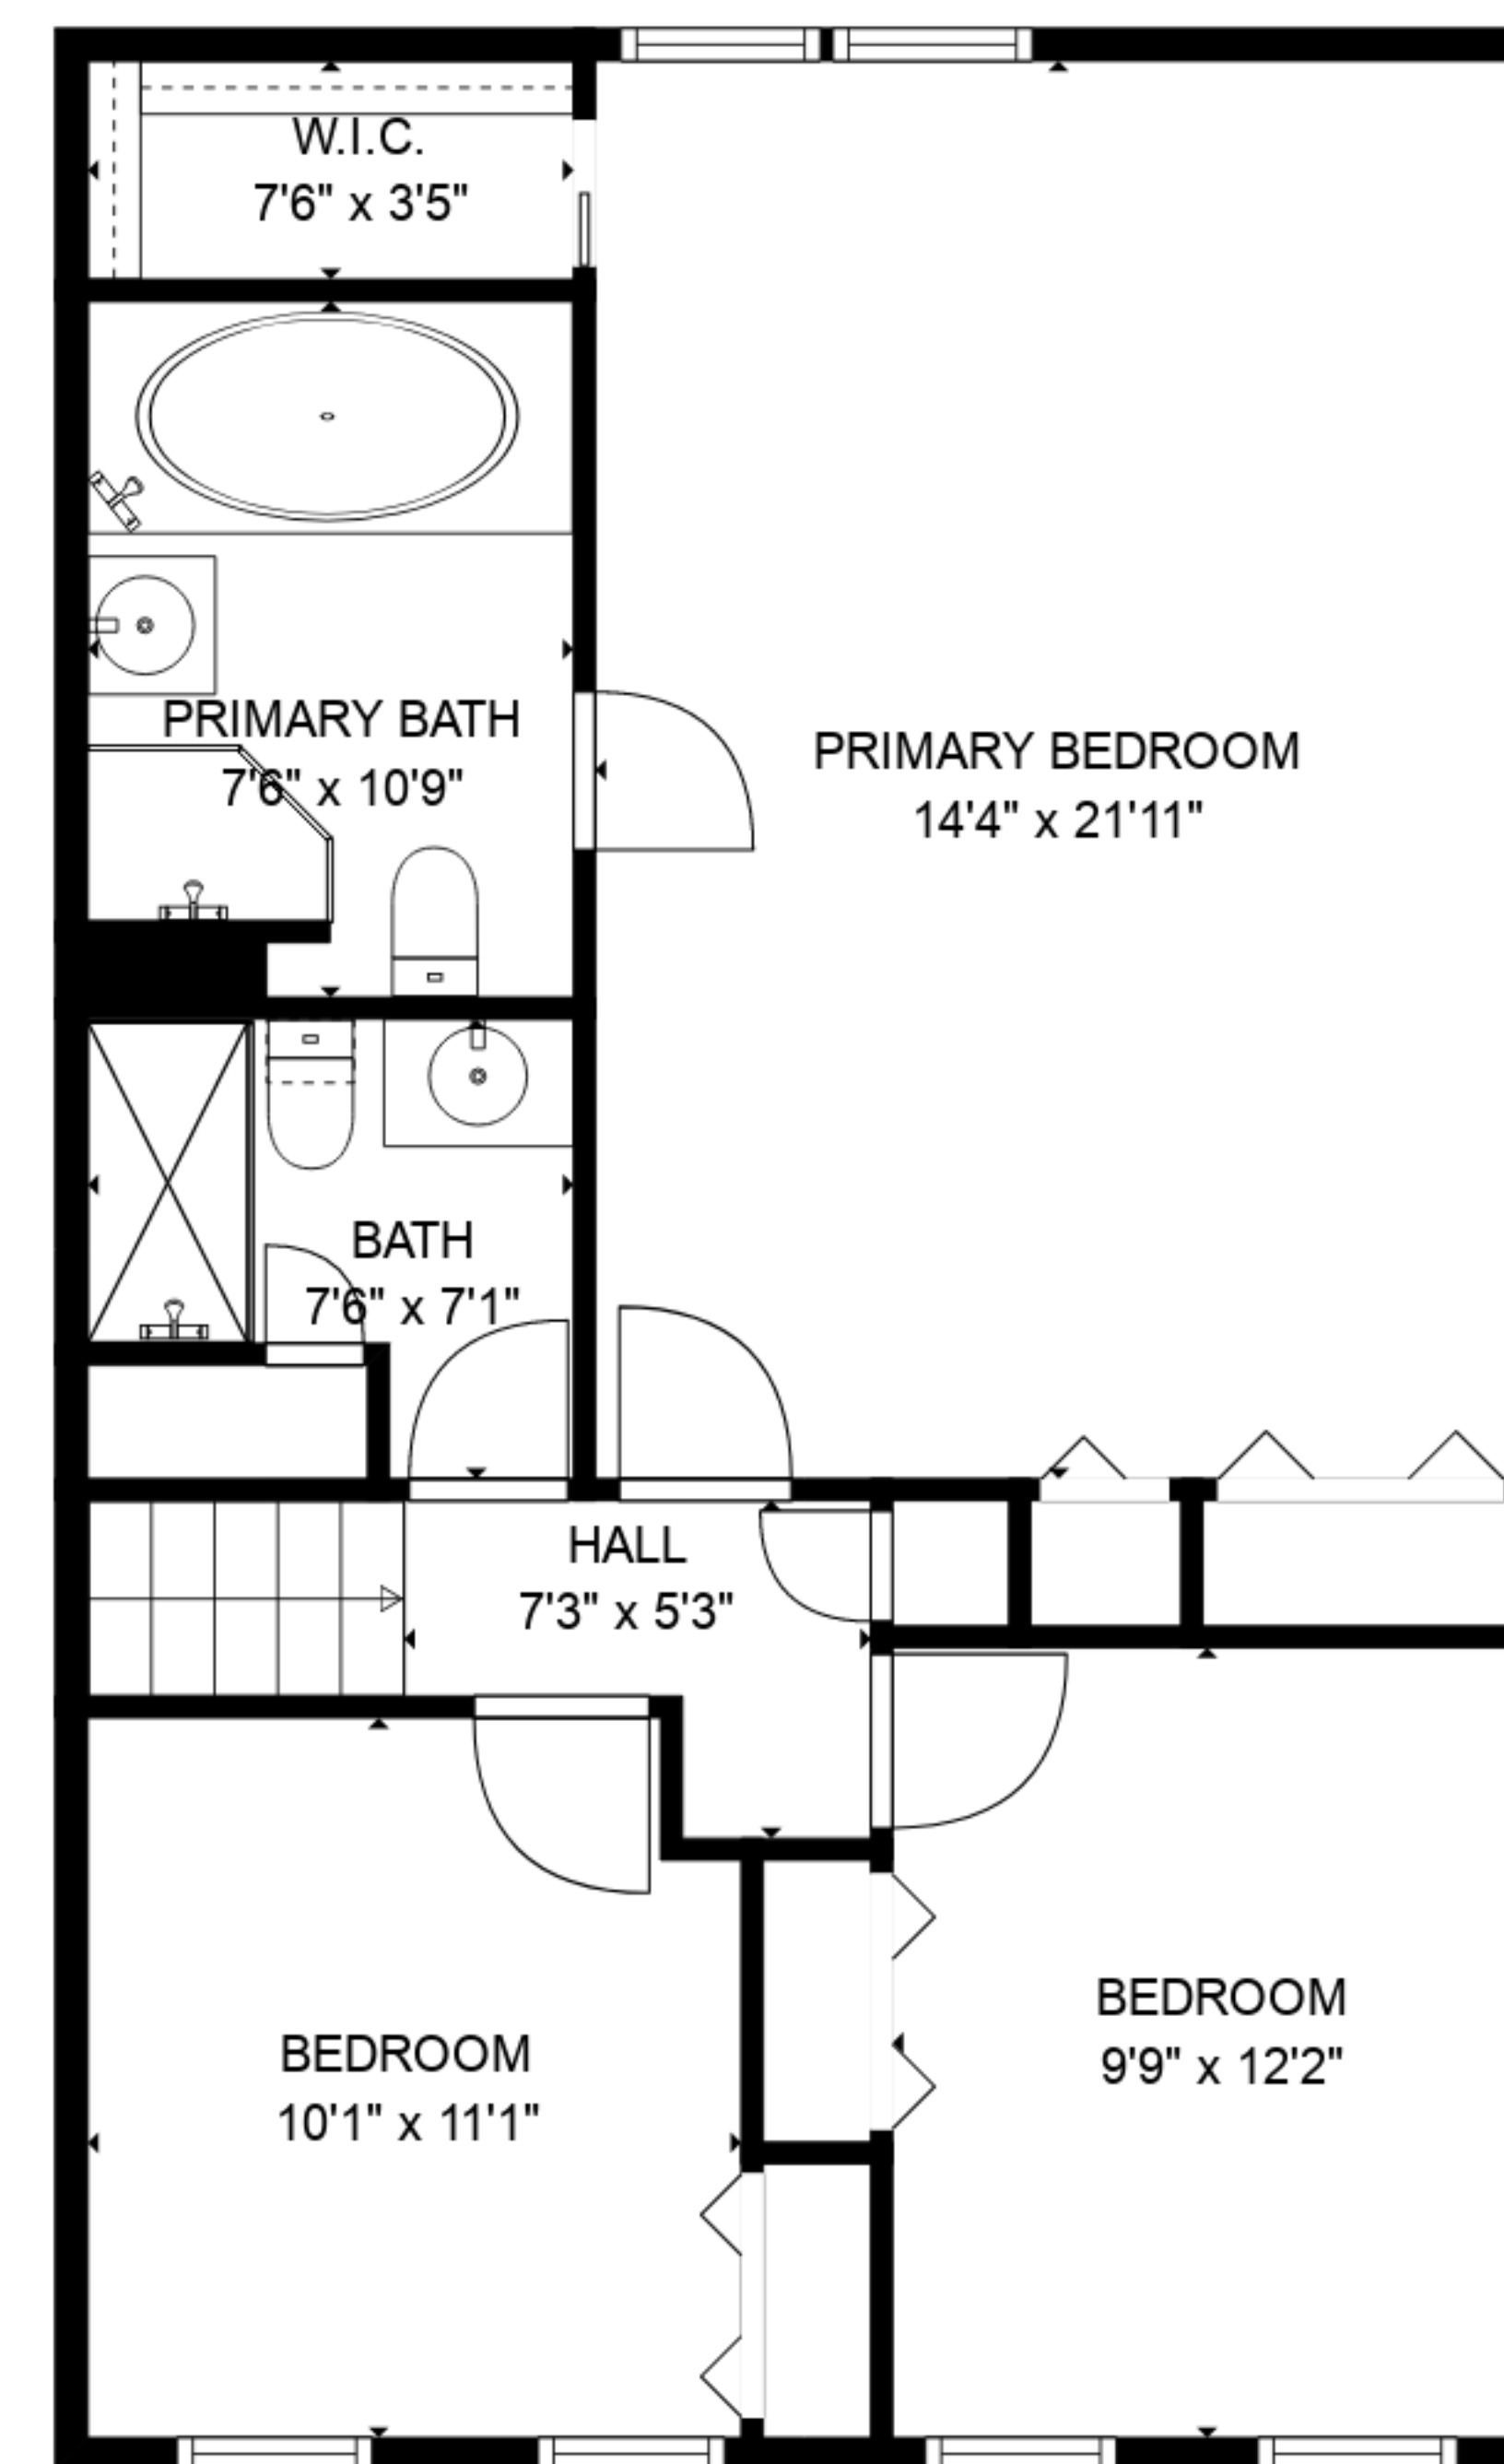 W.I.C.
7'6" x 3'5"
PRIMARY BATH
7'6" x 10'9"
PRIMARY BEDROOM
14'4" x 21'11"
BATH
7'6" x 7'1"
HALL
7'3" x 5'3"
BEDROOM
9'9" x 12'2"
BEDROOM
10'1" x 11'1"